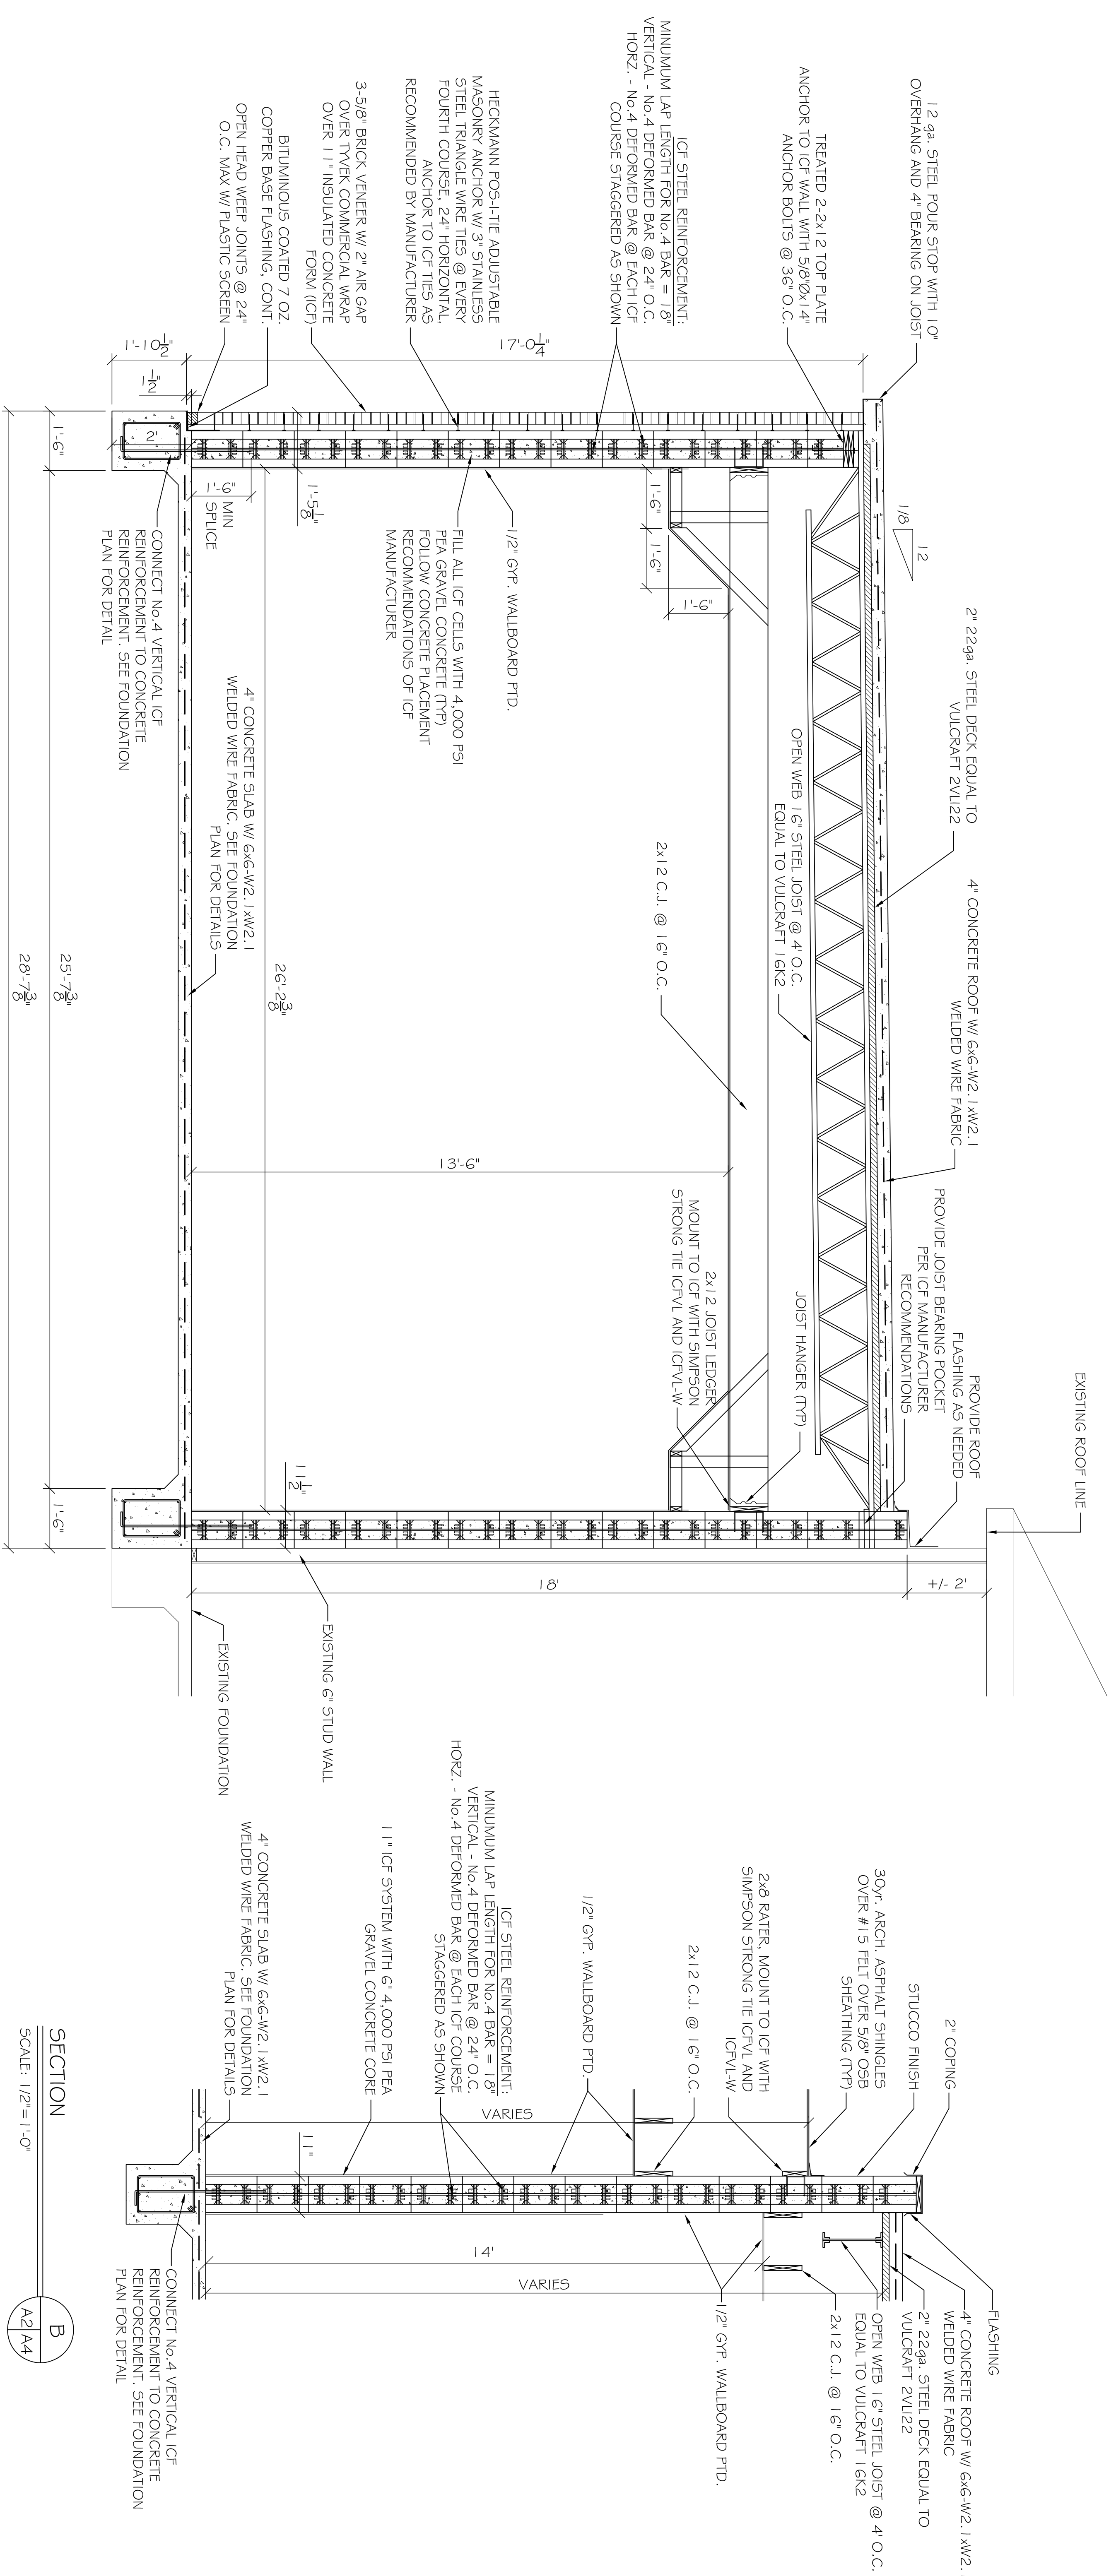 12 ga. STEEL POUR STOP WITH 10"
OVERHANG AND 4" BEARING ON JOIST
TREATED 2-2x12 TOP PLATE
ANCHOR TO ICF WALL WITH 5/8"Øx14"
ANCHOR BOLTS @ 36" O.C.
ICF STEEL REINFORCEMENT:
MINUMUM LAP LENGTH FOR No.4 BAR = 18"
VERTICAL - No.4 DEFORMED BAR @ 24" O.C.
HORZ. - No.4 DEFORMED BAR @ EACH ICF
COURSE STAGGERED AS SHOWN
HECKMANN POS-I-TIE ADJUSTABLE
MASONRY ANCHOR W/ 3" STAINLESS
STEEL TRIANGLE WIRE TIES @ EVERY
FOURTH COURSE, 24" HORIZONTAL,
ANCHOR TO ICF TIES AS
RECOMMENDED BY MANUFACTURER
3-5/8" BRICK VENEER W/ 2" AIR GAP
OVER TYVEK COMMERCIAL WRAP
OVER 11" INSULATED CONCRETE
FORM (ICF)
BITUMINOUS COATED 7 OZ.
COPPER BASE FLASHING, CONT.
OPEN HEAD WEEP JOINTS @ 24"
O.C. MAX W/ PLASTIC SCREEN
17'-0 1/4"
1'-10 1/2"
1 1/2"
1/8
12
2" 22ga. STEEL DECK EQUAL TO
VULCRAFT 2VLI22
4" CONCRETE ROOF W/ 6x6-W2.1xW2.1
WELDED WIRE FABRIC
PROVIDE JOIST BEARING POCKET
PER ICF MANUFACTURER
RECOMMENDATIONS
PROVIDE ROOF
FLASHING AS NEEDED
EXISTING ROOF LINE
OPEN WEB 16" STEEL JOIST @ 4' O.C.
EQUAL TO VULCRAFT 16K2
2x12 C.J. @ 16" O.C.
JOIST HANGER (TYP)
2x12 JOIST LEDGER
MOUNT TO ICF WITH SIMPSON
STRONG TIE ICFVL AND ICFVL-W
1'-6"
1'-6"
1'-6"
1/2" GYP. WALLBOARD PTD.
FILL ALL ICF CELLS WITH 4,000 PSI
PEA GRAVEL CONCRETE (TYP)
FOLLOW CONCRETE PLACEMENT
RECOMMENDATIONS OF ICF
MANUFACTURER
13'-6"
18'
+/- 2'
26'-2 3/8"
1'-5 1/8"
11 1/2"
1'-6" MIN
SPLICE
2'
4" CONCRETE SLAB W/ 6x6-W2.1xW2.1
WELDED WIRE FABRIC. SEE FOUNDATION
PLAN FOR DETAILS
CONNECT No.4 VERTICAL ICF
REINFORCEMENT TO CONCRETE
REINFORCEMENT. SEE FOUNDATION
PLAN FOR DETAIL
EXISTING 6" STUD WALL
EXISTING FOUNDATION
1'-6"
25'-7 3/8"
1'-6"
28'-7 3/8"
2" COPING
STUCCO FINISH
30yr. ARCH. ASPHALT SHINGLES
OVER #15 FELT OVER 5/8" OSB
SHEATHING (TYP)
2x8 RATER, MOUNT TO ICF WITH
SIMPSON STRONG TIE ICFVL AND
ICFVL-W
2x12 C.J. @ 16" O.C.
1/2" GYP. WALLBOARD PTD.
ICF STEEL REINFORCEMENT:
MINUMUM LAP LENGTH FOR No.4 BAR = 18"
VERTICAL - No.4 DEFORMED BAR @ 24" O.C.
HORZ. - No.4 DEFORMED BAR @ EACH ICF COURSE
STAGGERED AS SHOWN
11" ICF SYSTEM WITH 6" 4,000 PSI PEA
GRAVEL CONCRETE CORE
4" CONCRETE SLAB W/ 6x6-W2.1xW2.1
WELDED WIRE FABRIC. SEE FOUNDATION
PLAN FOR DETAILS
VARIES
11"
14'
VARIES
FLASHING
4" CONCRETE ROOF W/ 6x6-W2.1xW2.
WELDED WIRE FABRIC
2" 22ga. STEEL DECK EQUAL TO
VULCRAFT 2VLI22
OPEN WEB 16" STEEL JOIST @ 4' O.C.
EQUAL TO VULCRAFT 16K2
2x12 C.J. @ 16" O.C.
1/2" GYP. WALLBOARD PTD.
CONNECT No.4 VERTICAL ICF
REINFORCEMENT TO CONCRETE
REINFORCEMENT. SEE FOUNDATION
PLAN FOR DETAIL
SECTION
SCALE: 1/2"=1'-0"
B
A2 A4